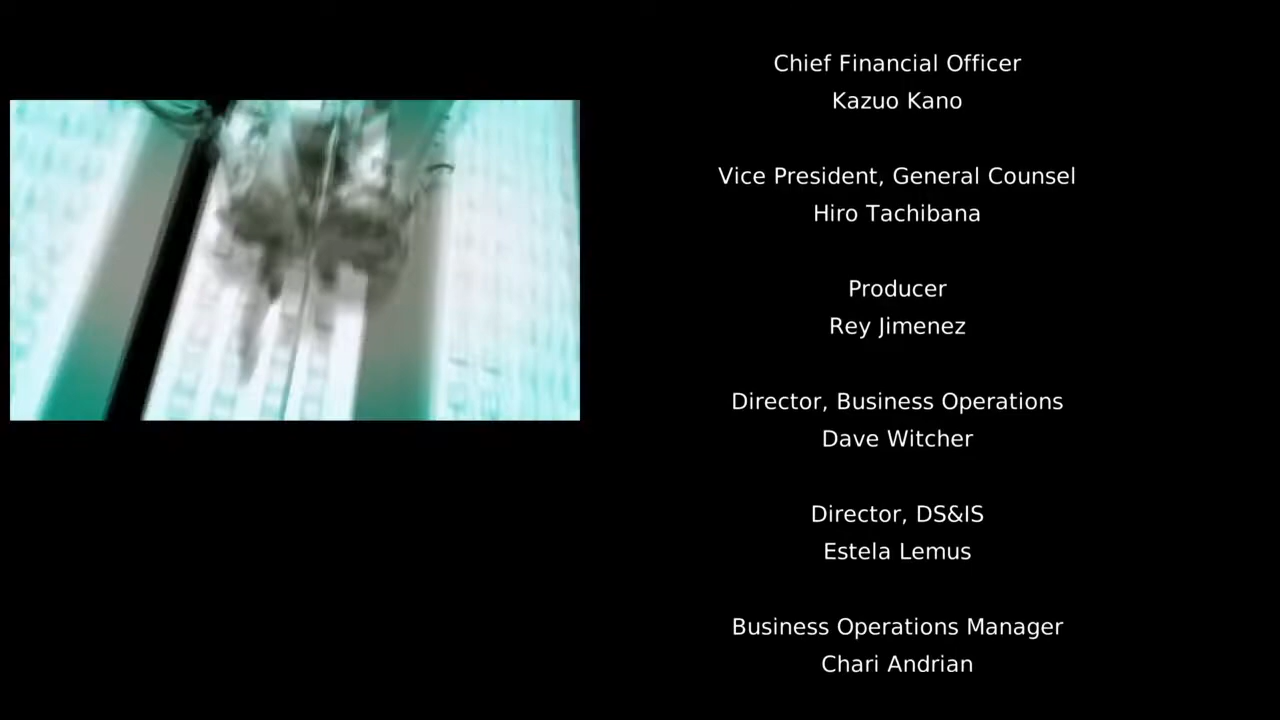 Chief Financial Officer
Kazuo Kano
Vice President, General Counsel
Hiro Tachibana
Producer
Rey Jimenez
Director, Business Operations
Dave Witcher
Director, DS&IS
Estela Lemus
Business Operations Manager
Chari Andrian